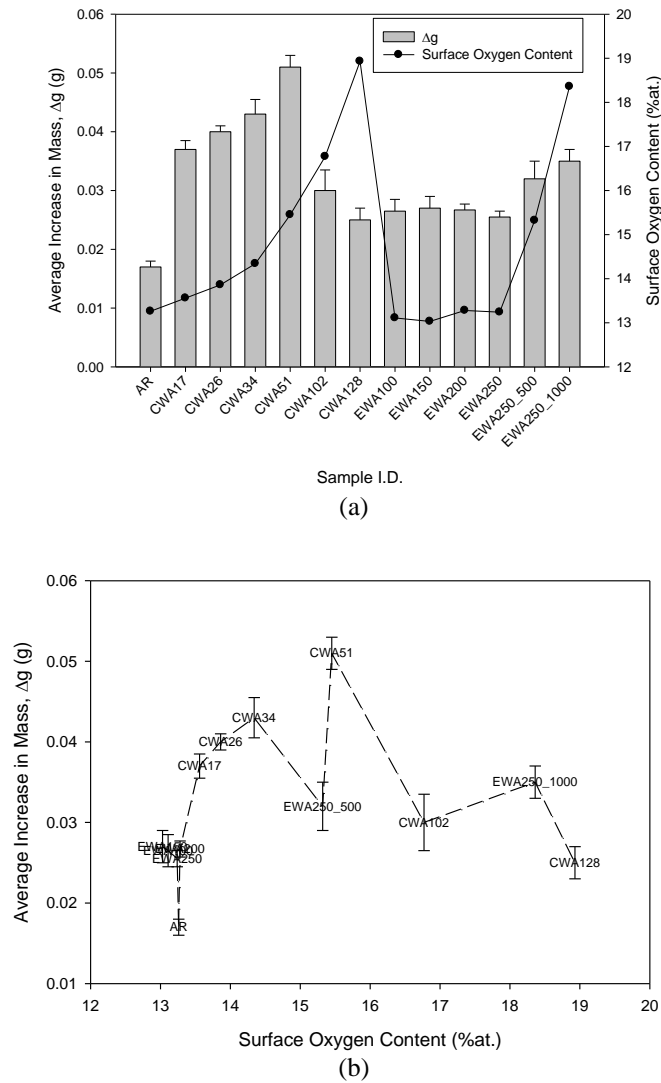 0.06
0.05
0.04
0.03
0.02
0.01
0.00
Average Increase in Mass, Δg (g)
20
19
18
17
16
15
14
13
12
Surface Oxygen Content (%at.)
Δg
Surface Oxygen Content
AR
CWA17
CWA26
CWA34
CWA51
CWA102
CWA128
EWA100
EWA150
EWA200
EWA250
EWA250_500
EWA250_1000
Sample I.D.
(a)
0.06
0.05
0.04
0.03
0.02
0.01
Average Increase in Mass, Δg (g)
CWA51
CWA34
CWA26
CWA17
EWA250_500
EWA250_1000
CWA102
EWA250
CWA128
AR
12 13 14 15 16 17 18 19 20
Surface Oxygen Content (%at.)
(b)